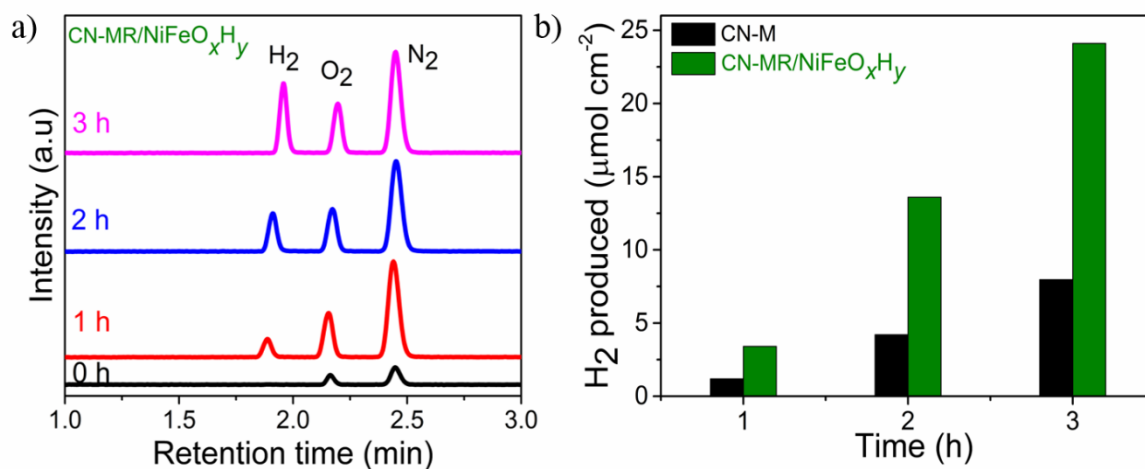 a)
CN-MR/NiFeOxHy
H2
O2
N2
3 h
2 h
1 h
0 h
Intensity (a.u)
1.0 1.5 2.0 2.5 3.0
Retention time (min)
b)
CN-M
CN-MR/NiFeOxHy
H2 produced (μmol cm-2)
25
20
15
10
5
0
1 2 3
Time (h)